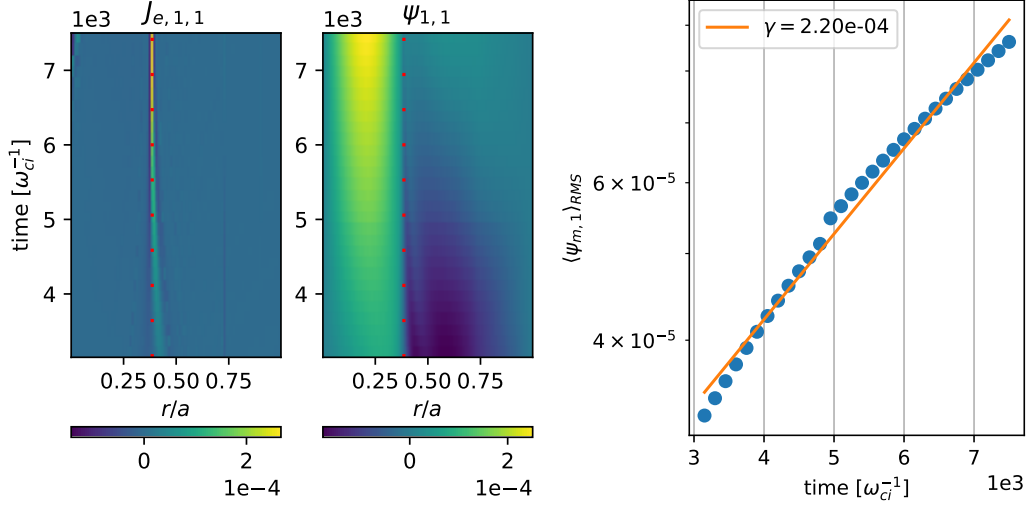 1e3
J_{e,1,1}
1e3
ψ_{1,1}
γ = 2.20e-04
7
7
6
6
time [ω_{ci}^{-1}]
5
5
4
4
⟨ψ_{m,1}⟩_{RMS}
6 × 10^{-5}
4 × 10^{-5}
0.25 0.50 0.75
0.25 0.50 0.75
r/a
r/a
3 4 5 6 7
1e3
time [ω_{ci}^{-1}]
0 2
0 2
1e−4
1e−4